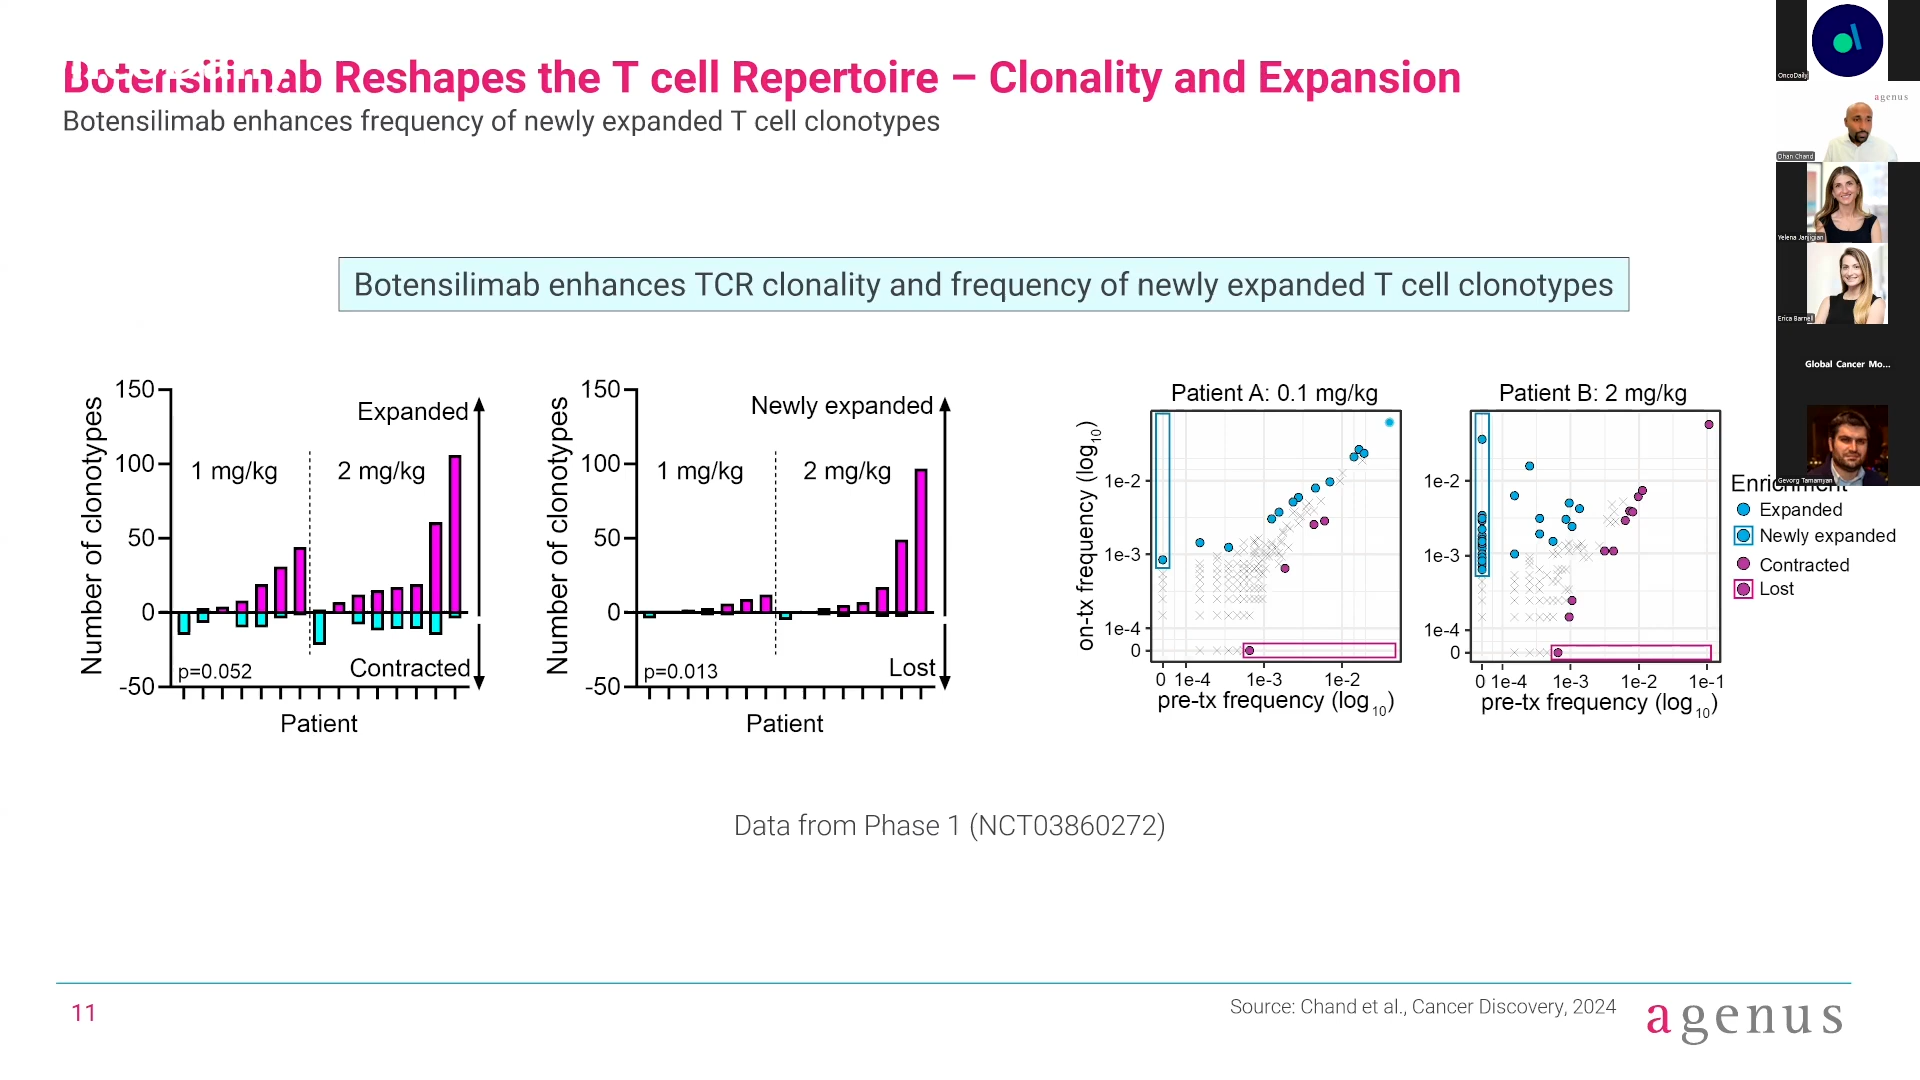 Botensilimab Reshapes the T cell Repertoire – Clonality and Expansion
Botensilimab enhances frequency of newly expanded T cell clonotypes
Botensilimab enhances TCR clonality and frequency of newly expanded T cell clonotypes
Number of clonotypes
150
100
50
0
-50
Expanded
1 mg/kg
2 mg/kg
p=0.052
Contracted
Patient
Number of clonotypes
150
100
50
0
-50
Newly expanded
1 mg/kg
2 mg/kg
p=0.013
Lost
Patient
Patient A: 0.1 mg/kg
on-tx frequency (log10)
1e-2
1e-3
1e-4
0
0 1e-4 1e-3 1e-2
pre-tx frequency (log10)
Patient B: 2 mg/kg
1e-2
1e-3
1e-4
0
0 1e-4 1e-3 1e-2 1e-1
pre-tx frequency (log10)
Enrichment
Expanded
Newly expanded
Contracted
Lost
Data from Phase 1 (NCT03860272)
11
Source: Chand et al., Cancer Discovery, 2024
agenus
OncoDaily
agenus
Dhan Chand
Yelena Janjigian
Erica Barnell
Global Cancer Mo...
Gevorg Tamamyan